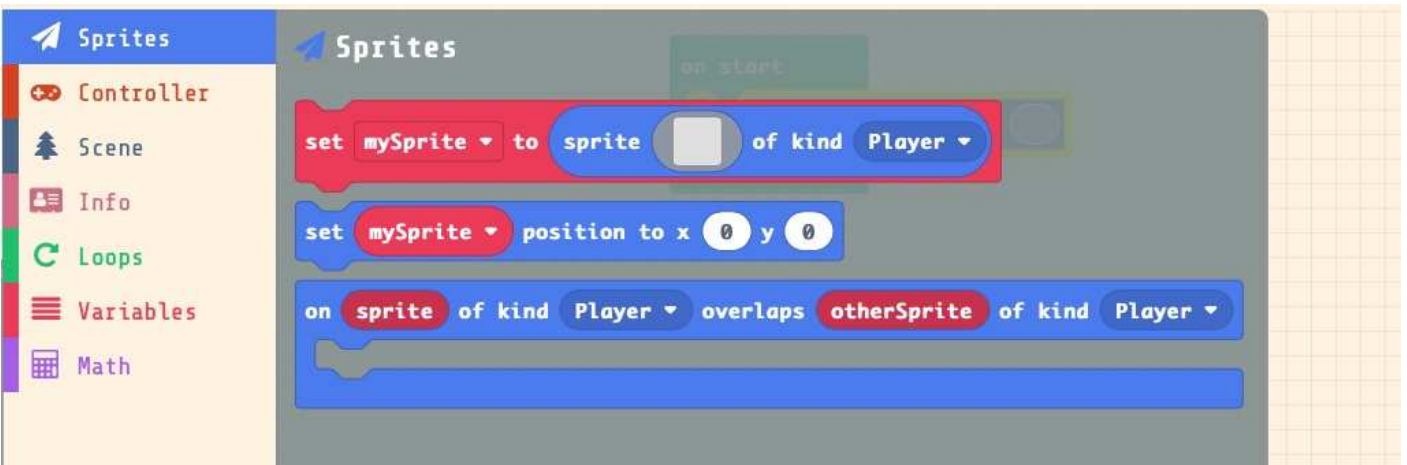 Sprites
Controller
Scene
Info
Loops
Variables
Math
Sprites
on start
set mySprite to sprite of kind Player
set mySprite position to x 0 y 0
on sprite of kind Player overlaps otherSprite of kind Player